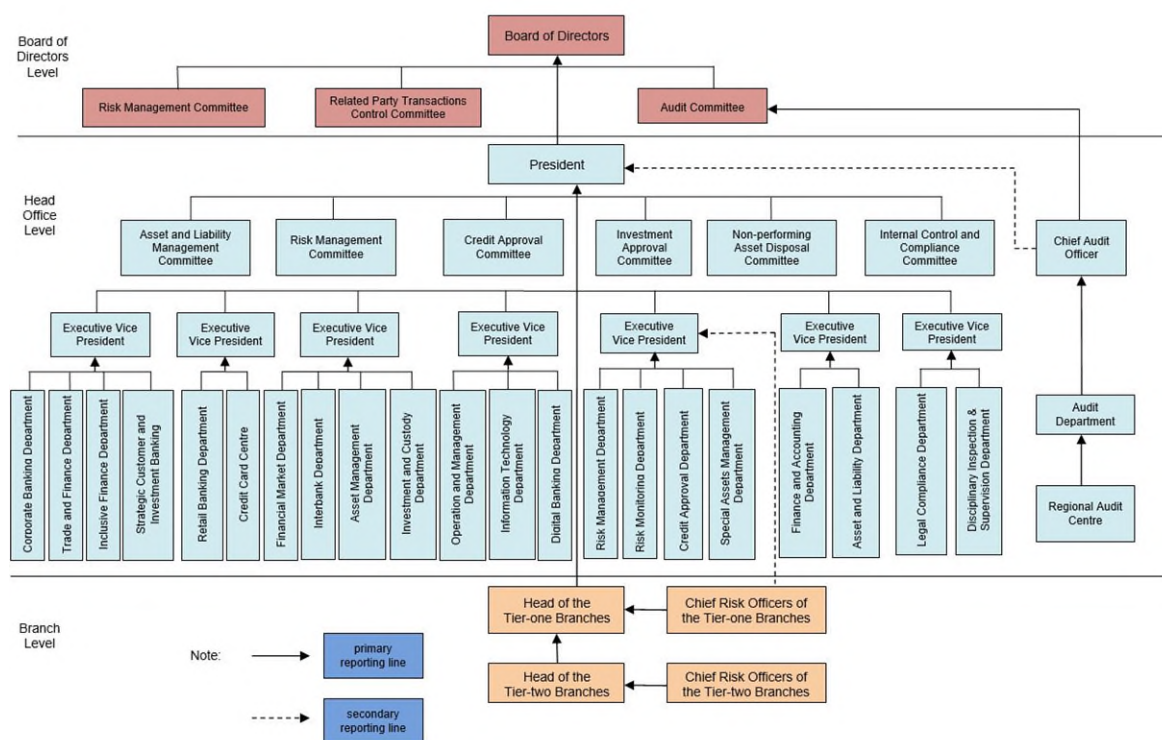 Board of
Directors
Level
Board of Directors
Risk Management Committee
Related Party Transactions
Control Committee
Audit Committee
President
Head
Office
Level
Asset and Liability
Management
Committee
Risk Management
Committee
Credit Approval
Committee
Investment
Approval
Committee
Non-performing
Asset Disposal
Committee
Internal Control and
Compliance
Committee
Chief Audit
Officer
Executive Vice
President
Executive
Vice President
Executive Vice
President
Executive Vice
President
Executive
Vice President
Executive
Vice President
Executive Vice
President
Corporate Banking Department
Trade and Finance Department
Inclusive Finance Department
Strategic Customer and
Investment Banking
Retail Banking Department
Credit Card Centre
Financial Market Department
Interbank Department
Asset Management
Department
Investment and Custody
Department
Operation and Management
Department
Information Technology
Department
Digital Banking Department
Risk Management Department
Risk Monitoring Department
Credit Approval Department
Special Assets Management
Department
Finance and Accounting
Department
Asset and Liability Department
Legal Compliance Department
Disciplinary Inspection &
Supervision Department
Audit
Department
Regional Audit
Centre
Branch
Level
Head of the
Tier-one Branches
Chief Risk Officers of
the Tier-one Branches
Head of the
Tier-two Branches
Chief Risk Officers of
the Tier-two Branches
Note:
primary
reporting line
secondary
reporting line